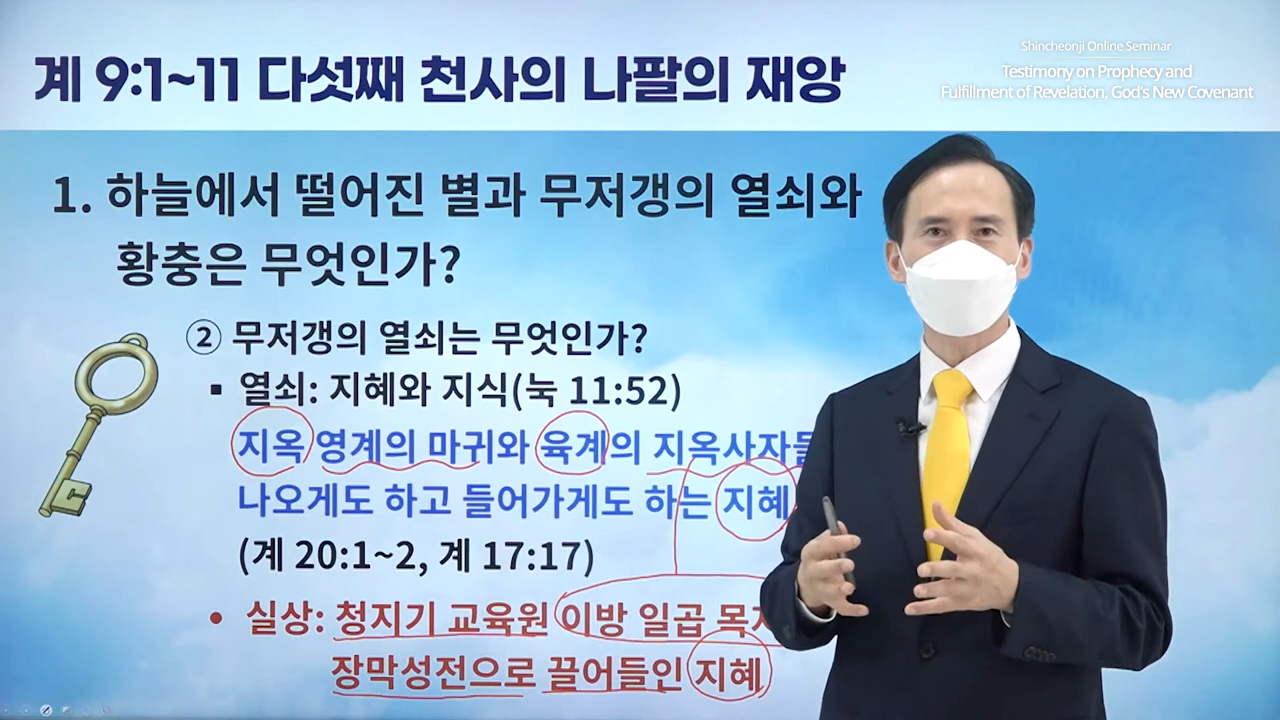 계 9:1~11 다섯째 천사의 나팔의 재앙
Shincheonji Online Seminar
Testimony on Prophecy and
Fulfillment of Revelation, God's New Covenant
1. 하늘에서 떨어진 별과 무저갱의 열쇠와
황충은 무엇인가?
② 무저갱의 열쇠는 무엇인가?
▪ 열쇠: 지혜와 지식(눅 11:52)
지옥 영계의 마귀와 육계의 지옥사자들
나오게도 하고 들어가게도 하는 지혜
(계 20:1~2, 계 17:17)
• 실상: 청지기 교육원 이방 일곱 목자
장막성전으로 끌어들인 지혜